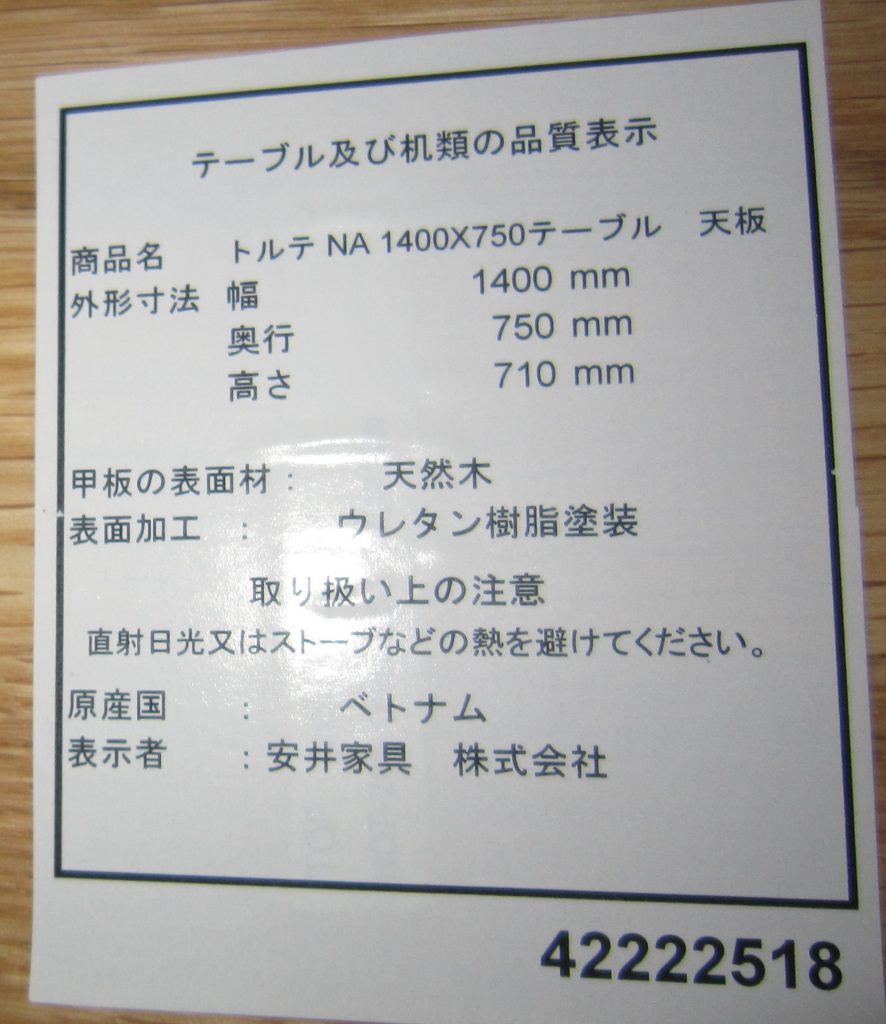 テーブル及び机類の品質表示
商品名 トルテ NA 1400X750テーブル 天板
外形寸法 幅 1400 mm
奥行 750 mm
高さ 710 mm
甲板の表面材: 天然木
表面加工 : ウレタン樹脂塗装
取り扱い上の注意
直射日光又はストーブなどの熱を避けてください。
原産国 : ベトナム
表示者 : 安井家具 株式会社
42222518